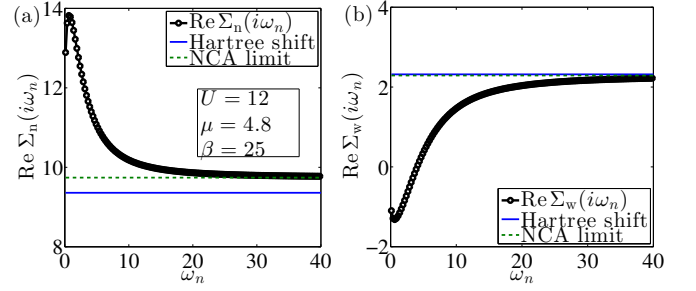 (a)
14
12
10
8
Re Σn(iωn)
Re Σn(iωn)
Hartree shift
NCA limit
U = 12
μ = 4.8
β = 25
0 10 20 30 40
ωn
(b)
4
2
0
−2
Re Σw(iωn)
Re Σw(iωn)
Hartree shift
NCA limit
0 10 20 30 40
ωn